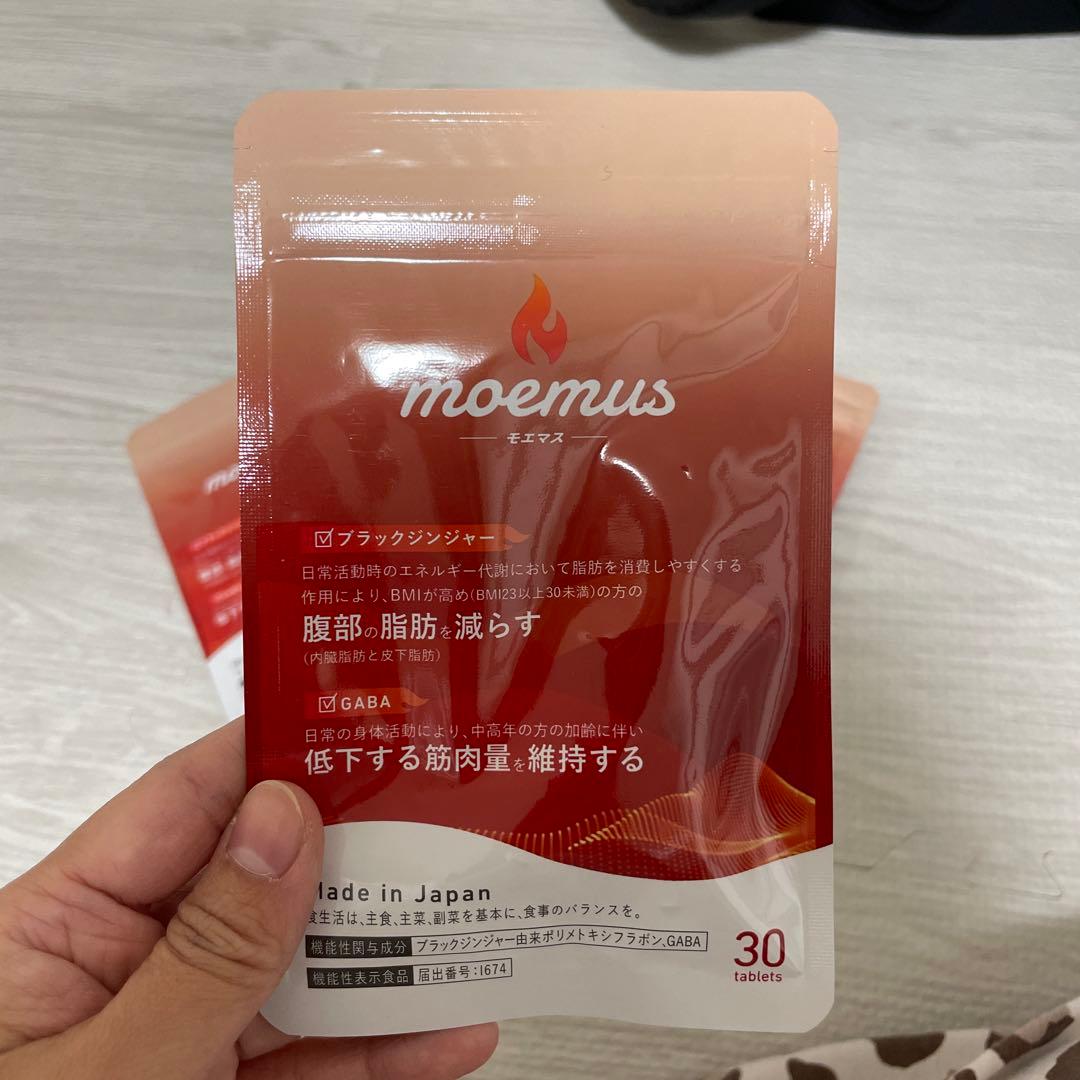 moemus
モエマス
ブラックジンジャー
日常活動時のエネルギー代謝において脂肪を消費しやすくする
作用により、BMIが高め(BMI23以上30未満)の方の
腹部の脂肪を減らす
(内臓脂肪と皮下脂肪)
GABA
日常の身体活動により、中高年の方の加齢に伴い
低下する筋肉量を維持する
Made in Japan
食生活は、主食、主菜、副菜を基本に、食事のバランスを。
機能性関与成分 ブラックジンジャー由来ポリメトキシフラボン、GABA
機能性表示食品 届出番号:I674
30
tablets